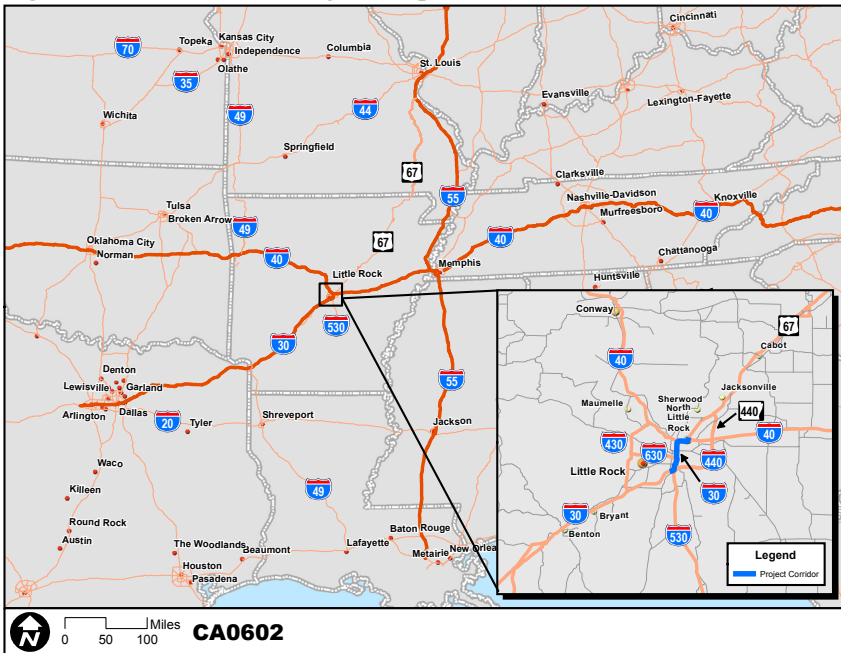 Cincinnati
Topeka
Kansas City
70
Independence
Columbia
Olathe
St. Louis
35
Evansville
Lexington-Fayette
49
44
Wichita
Springfield
67
Clarksville
55
Nashville-Davidson
Knoxville
Tulsa
Murfreesboro
40
Broken Arrow
49
40
Oklahoma City
67
Norman
Chattanooga
40
Memphis
Little Rock
Huntsville
530
30
Denton
Lewisville
Garland
55
Arlington
Dallas
20
Tyler
Shreveport
Jackson
Waco
Killeen
49
Round Rock
Austin
The Woodlands
Beaumont
Lafayette
Baton Rouge
Houston
Metairie
New Orlea
Pasadena
Conway
67
Cabot
40
Jacksonville
Maumelle
Sherwood
North
Little
Rock
440
40
430
630
440
Little Rock
30
30
Bryant
Benton
530
Legend
Project Corridor
N
Miles
0 50 100
CA0602